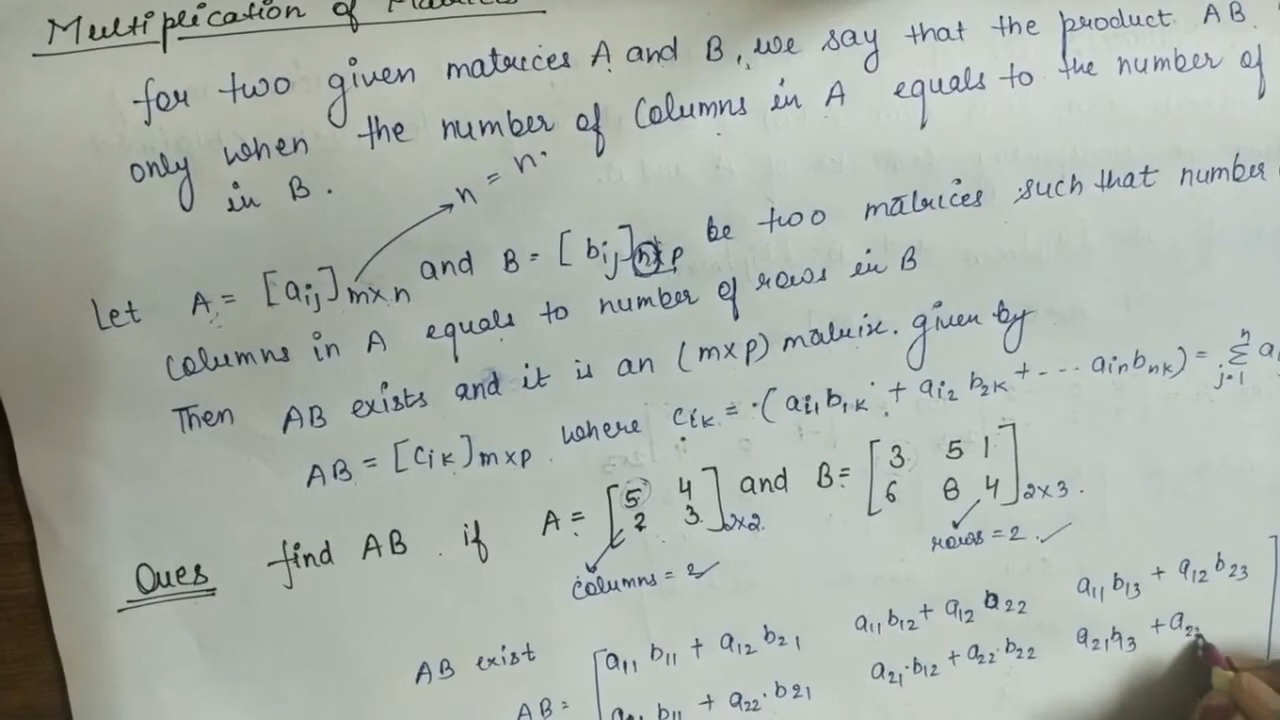 Multiplication of Matrices
for two given matrices A and B, we say that the product AB
only when the number of columns in A equals to the number of
in B.
n = n.
Let A = [aij]m×n and B = [bij]n×p be two matrices such that number
columns in A equals to number of rows in B
Then AB exists and it is an (m×p) matrix. given by
AB = [Cik]m×p where Cik = (ai1 b1k + ai2 b2k + --- ain bnk) = n Σ j=1 a
Ques find AB if A = [5 4 2 3]2×2 and B = [3 5 1 6 8 4]2×3.
columns = 2 ✓ rows = 2 ✓
AB exist
AB = [a11 b11 + a12 b21 a11 b12 + a12 b22 a11 b13 + a12 b23
b11 + a22 · b21 a21 · b12 + a22 · b22 a21 b13 + a22